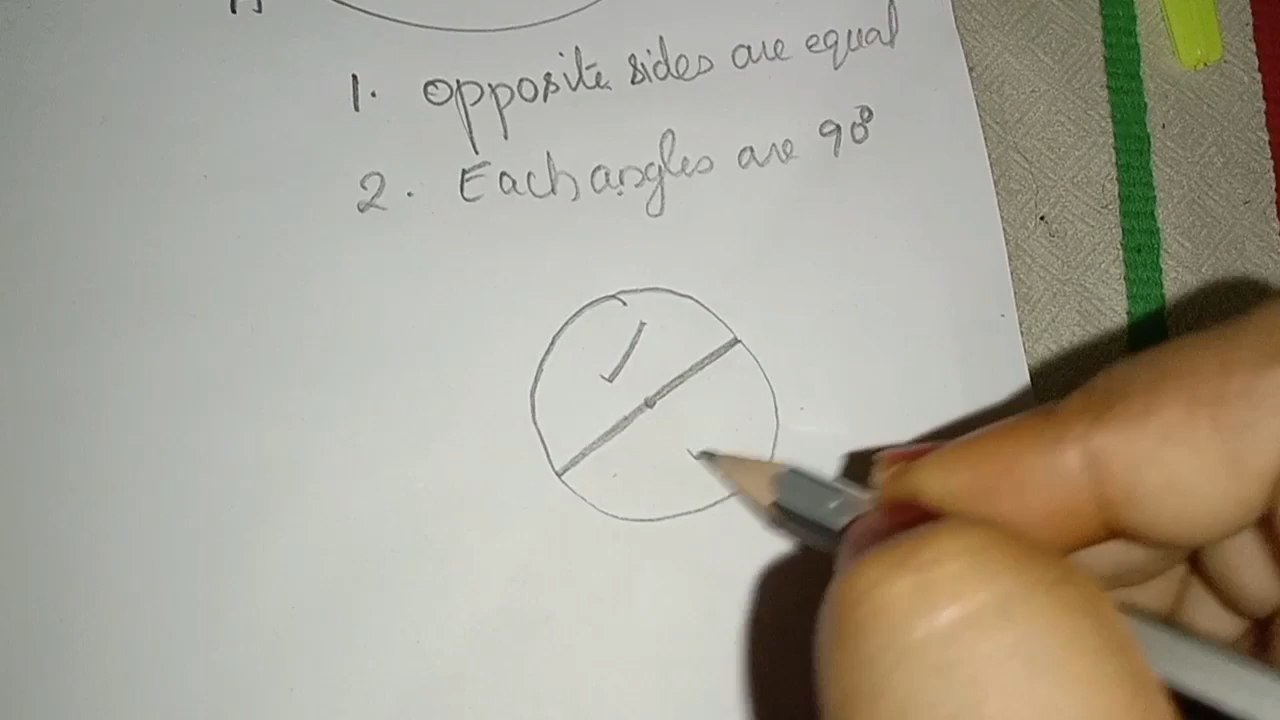 1. Opposite sides are equal
2. Each angles are 90°